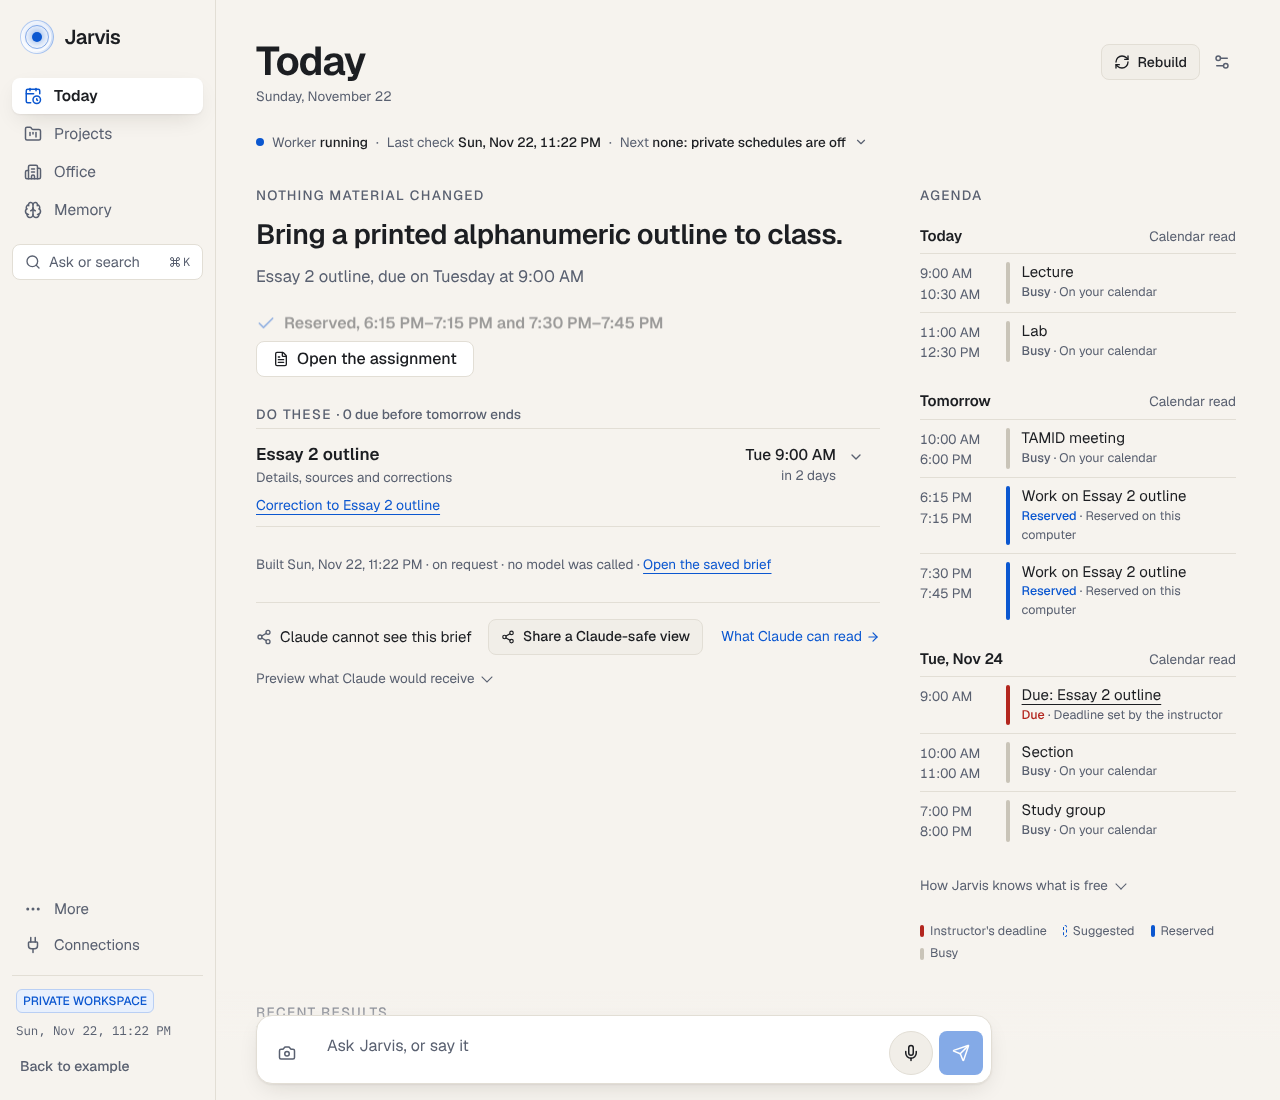 Jarvis
Today
Projects
Office
Memory
Ask or search ⌘K
More
Connections
PRIVATE WORKSPACE
Sun, Nov 22, 11:22 PM
Back to example
Today
Sunday, November 22
Rebuild
Worker running · Last check Sun, Nov 22, 11:22 PM · Next none: private schedules are off
NOTHING MATERIAL CHANGED
Bring a printed alphanumeric outline to class.
Essay 2 outline, due on Tuesday at 9:00 AM
Reserved, 6:15 PM–7:15 PM and 7:30 PM–7:45 PM
Open the assignment
DO THESE · 0 due before tomorrow ends
Essay 2 outline Tue 9:00 AM
Details, sources and corrections in 2 days
Correction to Essay 2 outline
Built Sun, Nov 22, 11:22 PM · on request · no model was called · Open the saved brief
Claude cannot see this brief Share a Claude-safe view What Claude can read →
Preview what Claude would receive
RECENT RESULTS
Ask Jarvis, or say it
AGENDA
Today Calendar read
9:00 AM Lecture
10:30 AM Busy · On your calendar
11:00 AM Lab
12:30 PM Busy · On your calendar
Tomorrow Calendar read
10:00 AM TAMID meeting
6:00 PM Busy · On your calendar
6:15 PM Work on Essay 2 outline
7:15 PM Reserved · Reserved on this
computer
7:30 PM Work on Essay 2 outline
7:45 PM Reserved · Reserved on this
computer
Tue, Nov 24 Calendar read
9:00 AM Due: Essay 2 outline
Due · Deadline set by the instructor
10:00 AM Section
11:00 AM Busy · On your calendar
7:00 PM Study group
8:00 PM Busy · On your calendar
How Jarvis knows what is free
Instructor's deadline Suggested Reserved
Busy